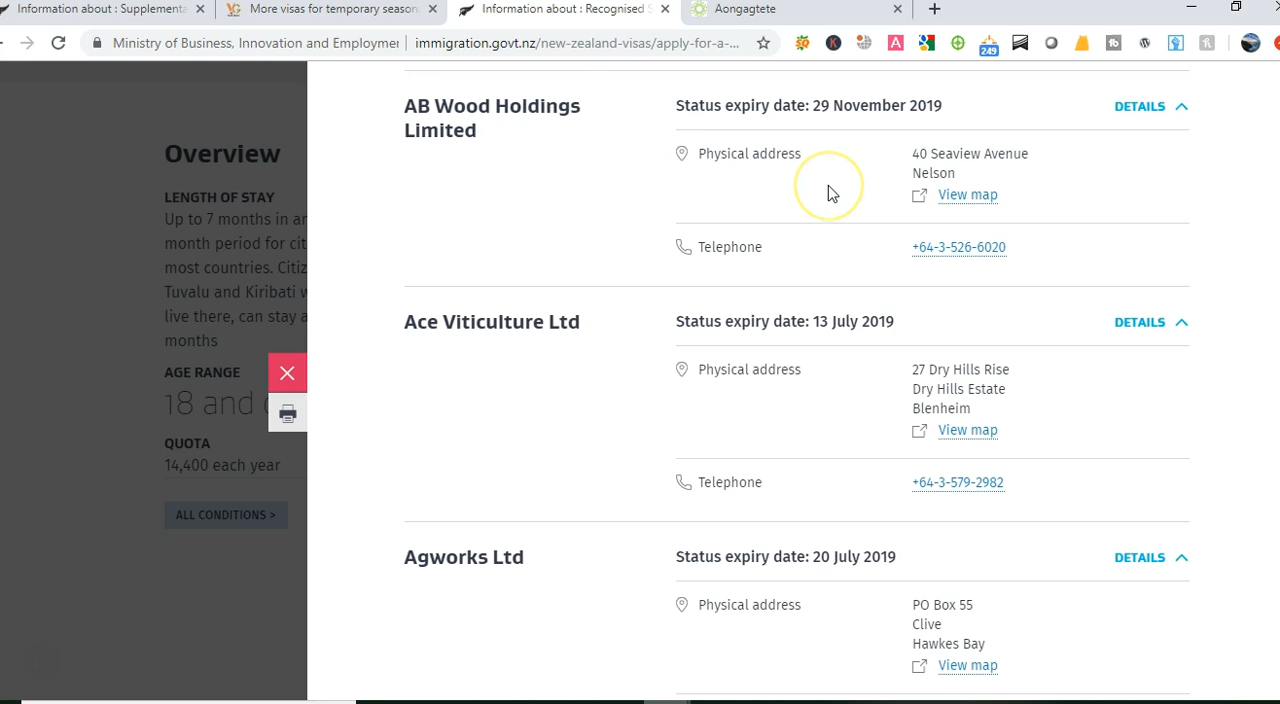 Information about : Supplementa
More visas for temporary season
Information about : Recognised S
Aongagtete
Ministry of Business, Innovation and Employmer
immigration.govt.nz/new-zealand-visas/apply-for-a-...
249
Overview
LENGTH OF STAY
Up to 7 months in an
month period for cit
most countries. Citiz
Tuvalu and Kiribati w
live there, can stay a
months
AGE RANGE
18 and o
QUOTA
14,400 each year
ALL CONDITIONS >
AB Wood Holdings
Limited
Status expiry date: 29 November 2019
DETAILS
Physical address
40 Seaview Avenue
Nelson
View map
Telephone
+64-3-526-6020
Ace Viticulture Ltd
Status expiry date: 13 July 2019
DETAILS
Physical address
27 Dry Hills Rise
Dry Hills Estate
Blenheim
View map
Telephone
+64-3-579-2982
Agworks Ltd
Status expiry date: 20 July 2019
DETAILS
Physical address
PO Box 55
Clive
Hawkes Bay
View map